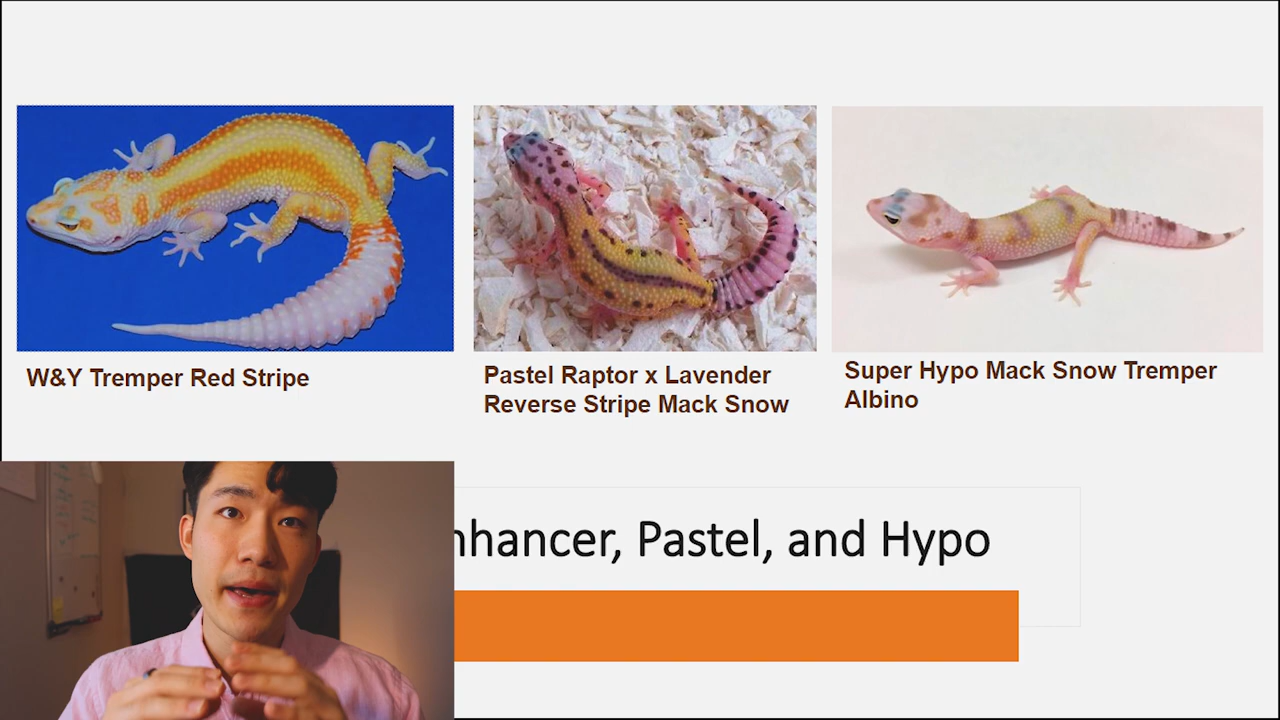 W&Y Tremper Red Stripe
Pastel Raptor x Lavender
Reverse Stripe Mack Snow
Super Hypo Mack Snow Tremper
Albino
nhancer, Pastel, and Hypo